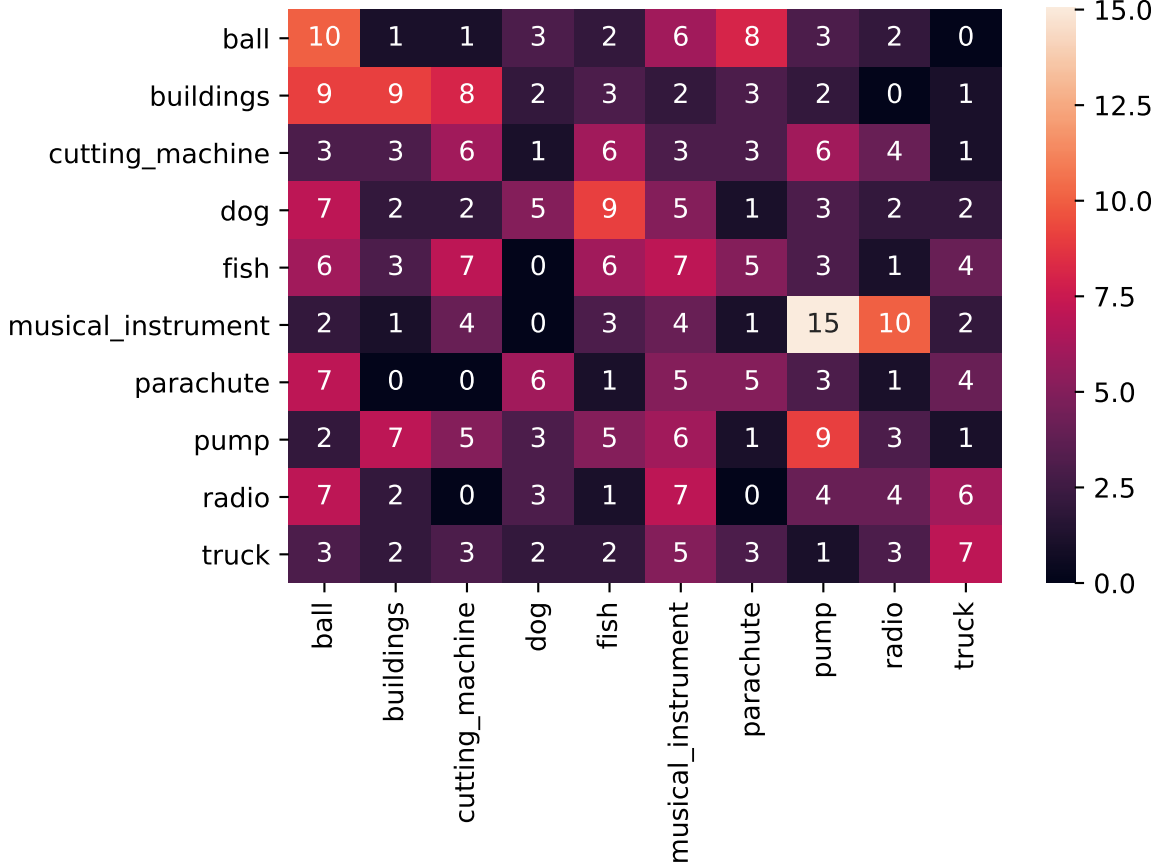 ball 10 1 1 3 2 6 8 3 2 0
buildings 9 9 8 2 3 2 3 2 0 1
cutting_machine 3 3 6 1 6 3 3 6 4 1
dog 7 2 2 5 9 5 1 3 2 2
fish 6 3 7 0 6 7 5 3 1 4
musical_instrument 2 1 4 0 3 4 1 15 10 2
parachute 7 0 0 6 1 5 5 3 1 4
pump 2 7 5 3 5 6 1 9 3 1
radio 7 2 0 3 1 7 0 4 4 6
truck 3 2 3 2 2 5 3 1 3 7
ball
buildings
cutting_machine
dog
fish
musical_instrument
parachute
pump
radio
truck
15.0
12.5
10.0
7.5
5.0
2.5
0.0